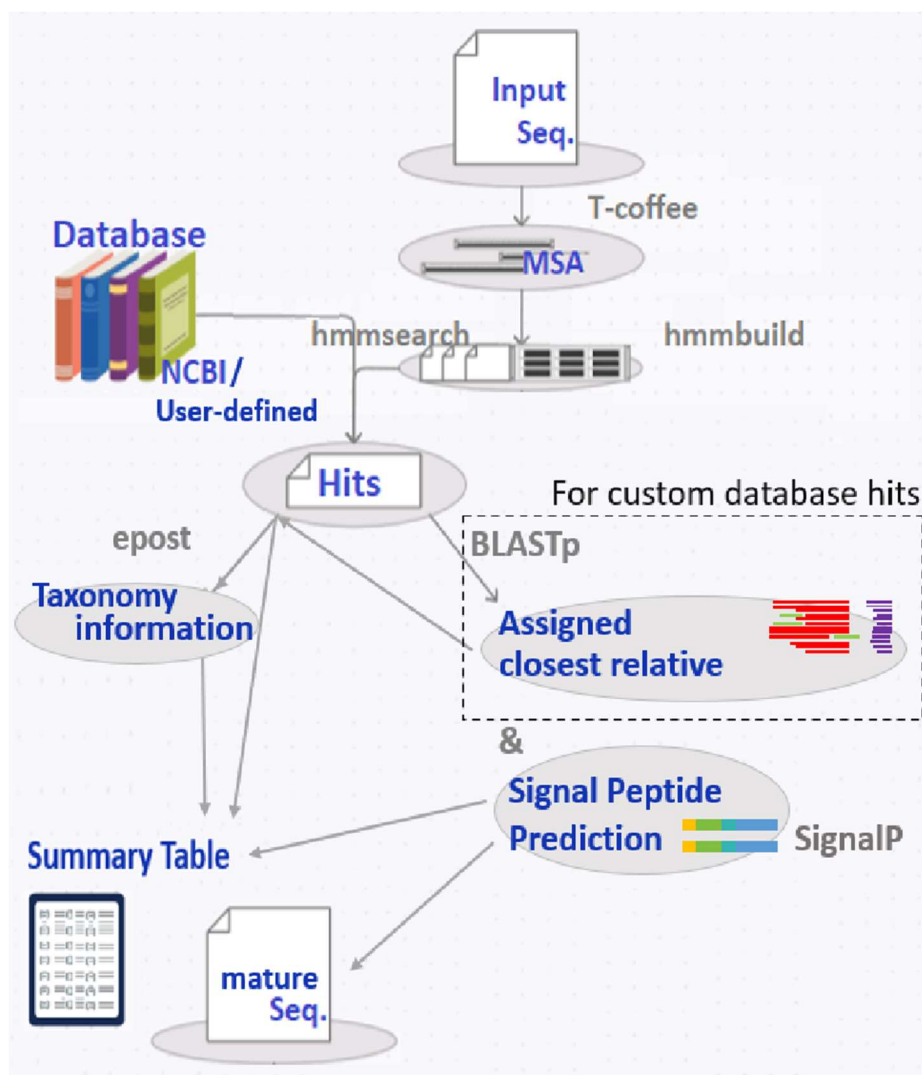 Input
Seq.
T-coffee
MSA
Database
hmmsearch
hmmbuild
NCBI /
User-defined
Hits
For custom database hits
epost
BLASTp
Taxonomy
information
Assigned
closest relative
&
Signal Peptide
Prediction
SignalP
Summary Table
mature
Seq.